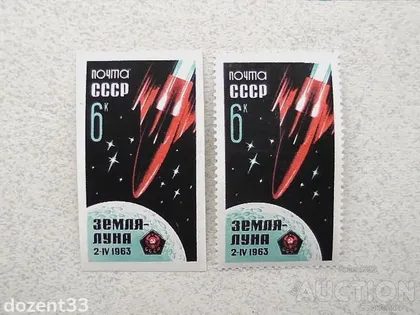 ПОЧТА
СССР
6К
ЗЕМЛЯ-
ЛУНА
2-IV 1963
ПОЧТА
СССР
6К
ЗЕМЛЯ-
ЛУНА
2-IV 1963
dozent33
AUCTION